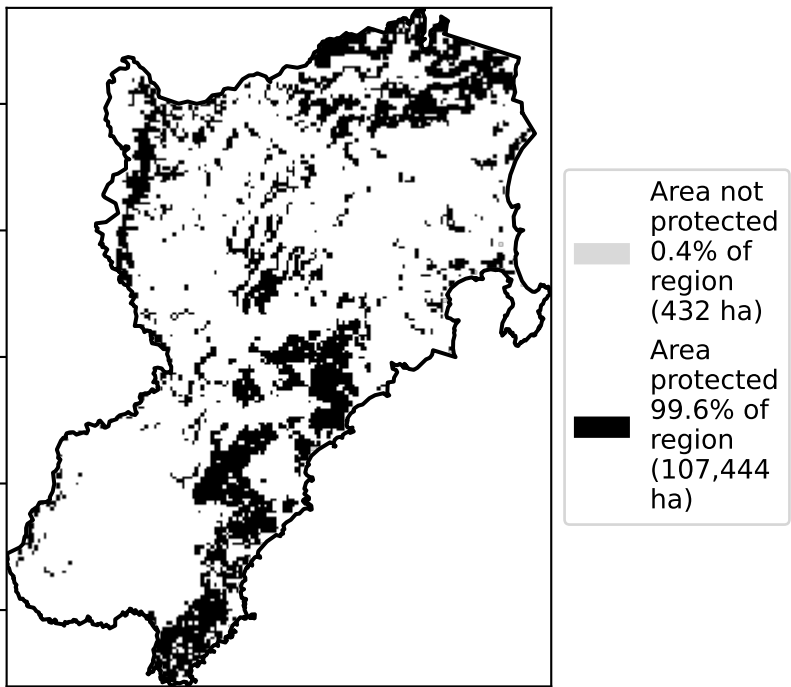 Area not
protected
0.4% of
region
(432 ha)
Area
protected
99.6% of
region
(107,444
ha)